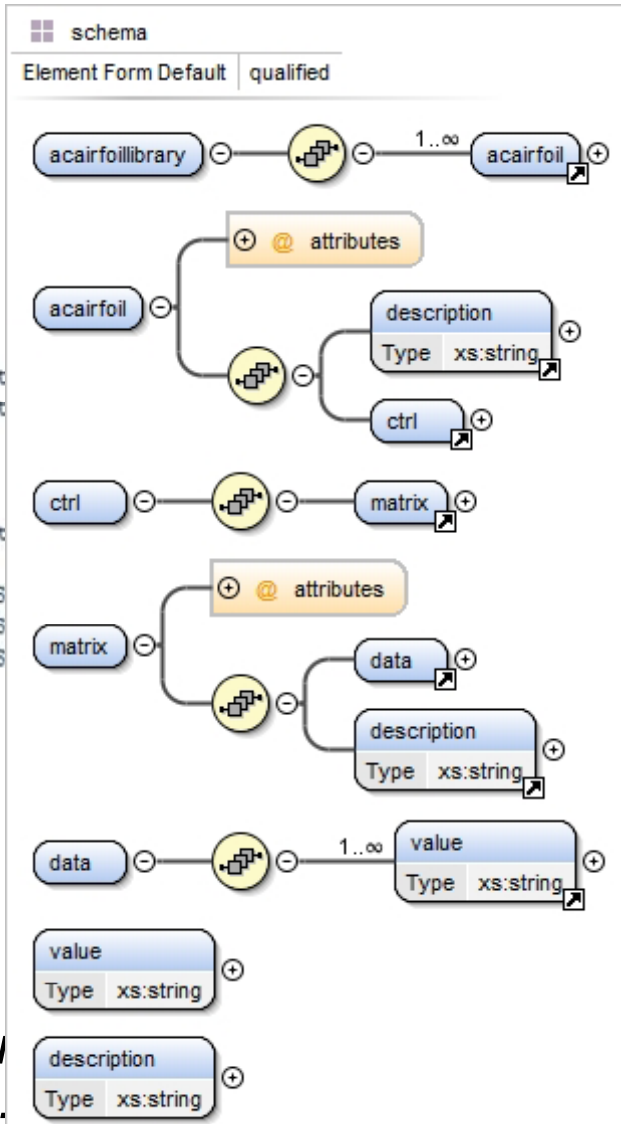 schema
Element Form Default qualified
acairfoillibrary 1..∞ acairfoil
@ attributes
acairfoil
description
Type xs:string
ctrl
ctrl matrix
@ attributes
matrix
data
description
Type xs:string
data 1..∞ value
Type xs:string
value
Type xs:string
description
Type xs:string